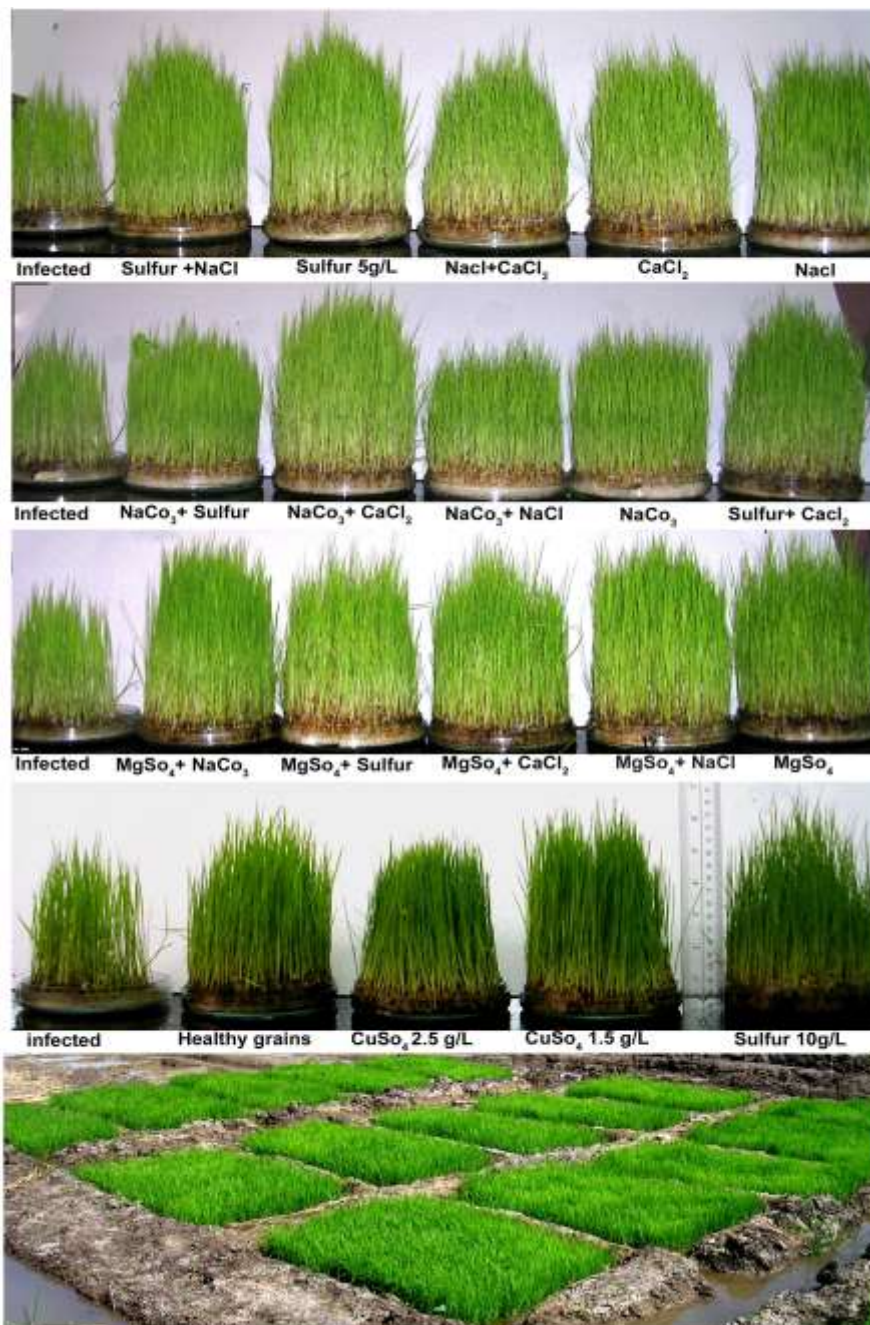 Infected Sulfur +NaCl Sulfur 5g/L Nacl+CaCl₂ CaCl₂ Nacl
Infected NaCo₃+ Sulfur NaCo₃+ CaCl₂ NaCo₃+ NaCl NaCo₃ Sulfur+ Cacl₂
Infected MgSo₄+ NaCo₃ MgSo₄+ Sulfur MgSo₄+ CaCl₂ MgSo₄+ NaCl MgSo₄
infected Healthy grains CuSo₄ 2.5 g/L CuSo₄ 1.5 g/L Sulfur 10g/L